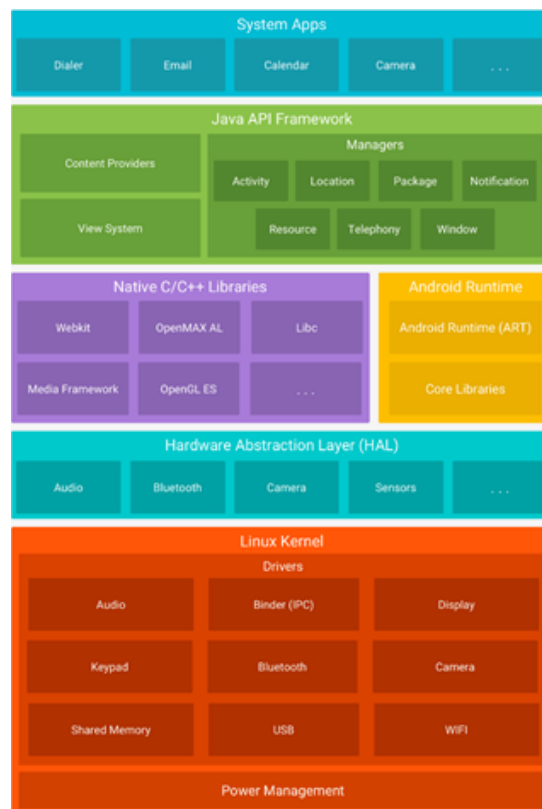 System Apps
Dialer
Email
Calendar
Camera
. . .
Java API Framework
Content Providers
View System
Managers
Activity
Location
Package
Notification
Resource
Telephony
Window
Native C/C++ Libraries
Webkit
OpenMAX AL
Libc
Media Framework
OpenGL ES
. . .
Android Runtime
Android Runtime (ART)
Core Libraries
Hardware Abstraction Layer (HAL)
Audio
Bluetooth
Camera
Sensors
. . .
Linux Kernel
Drivers
Audio
Binder (IPC)
Display
Keypad
Bluetooth
Camera
Shared Memory
USB
WIFI
Power Management